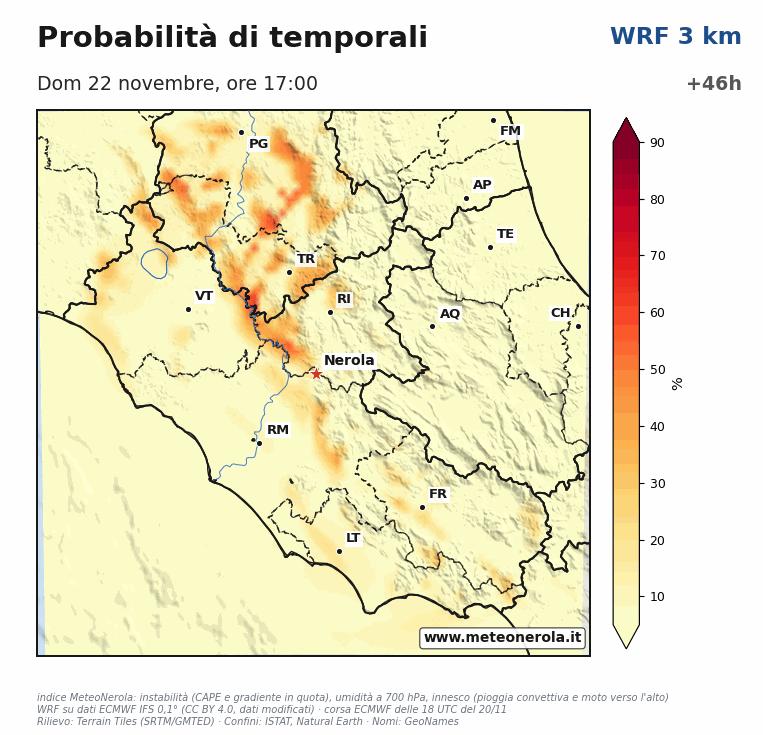 Probabilità di temporali
WRF 3 km
Dom 22 novembre, ore 17:00
+46h
PG
FM
AP
TE
TR
VT
RI
AQ
CH
Nerola
RM
FR
LT
www.meteonerola.it
90
80
70
60
50
40
30
20
10
%
indice MeteoNerola: instabilità (CAPE e gradiente in quota), umidità a 700 hPa, innesco (pioggia convettiva e moto verso l'alto)
WRF su dati ECMWF IFS 0,1° (CC BY 4.0, dati modificati) · corsa ECMWF delle 18 UTC del 20/11
Rilievo: Terrain Tiles (SRTM/GMTED) · Confini: ISTAT, Natural Earth · Nomi: GeoNames